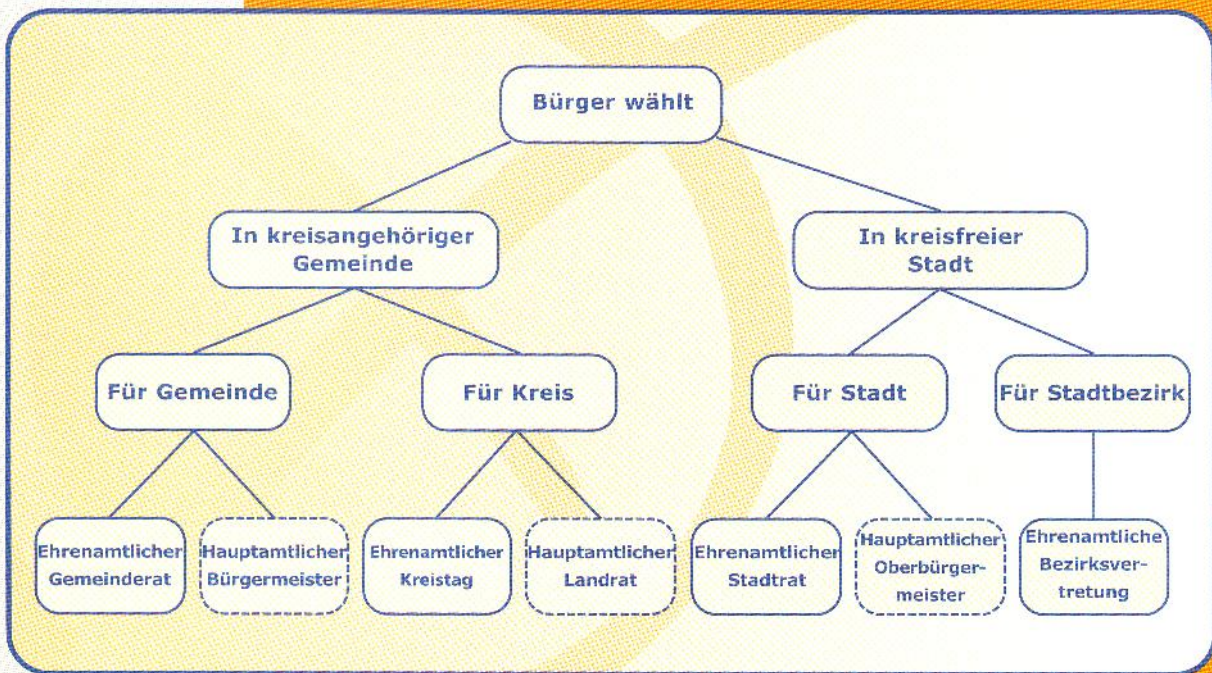 Bürger wählt
In kreisangehöriger
Gemeinde
In kreisfreier
Stadt
Für Gemeinde
Für Kreis
Für Stadt
Für Stadtbezirk
Ehrenamtlicher
Gemeinderat
Hauptamtlicher
Bürgermeister
Ehrenamtlicher
Kreistag
Hauptamtlicher
Landrat
Ehrenamtlicher
Stadtrat
Hauptamtlicher
Oberbürger-
meister
Ehrenamtliche
Bezirksver-
tretung